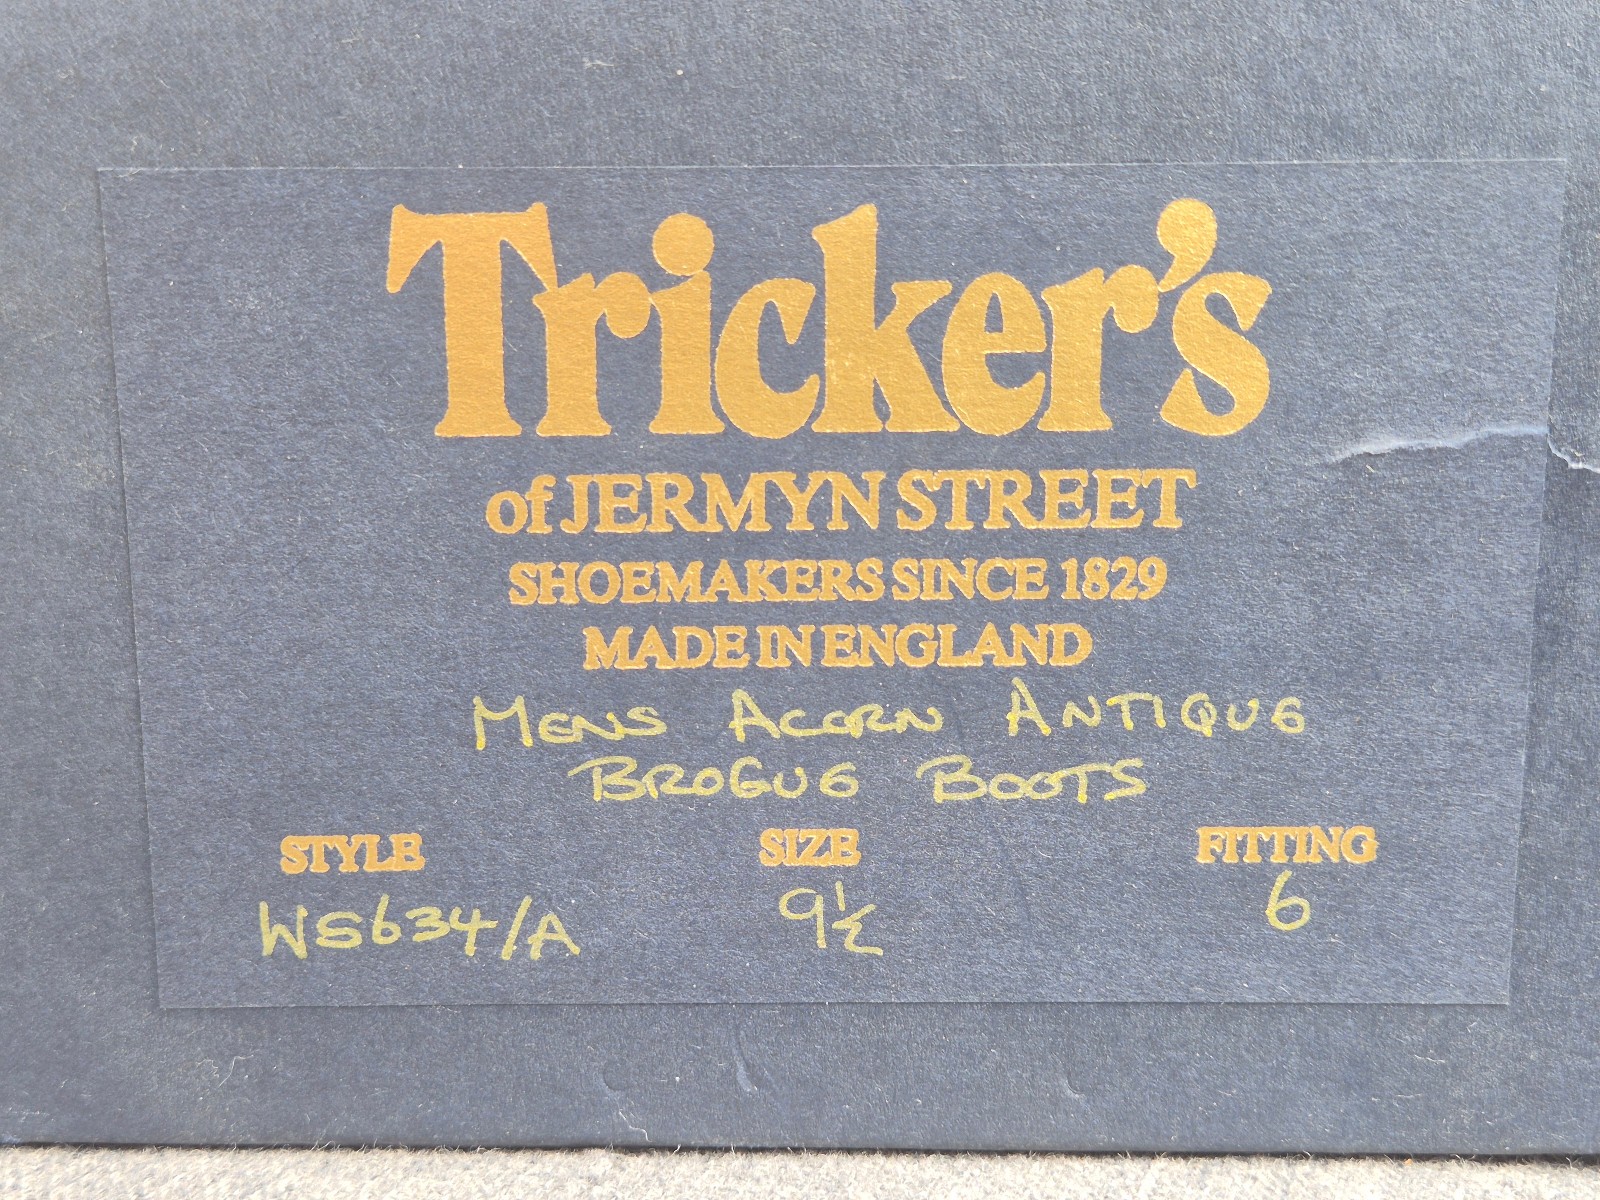 Tricker's
of JERMYN STREET
SHOEMAKERS SINCE 1829
MADE IN ENGLAND
MENS ACORN ANTIQUE
BROGUE BOOTS
STYLE SIZE FITTING
WS634/A 9½ 6